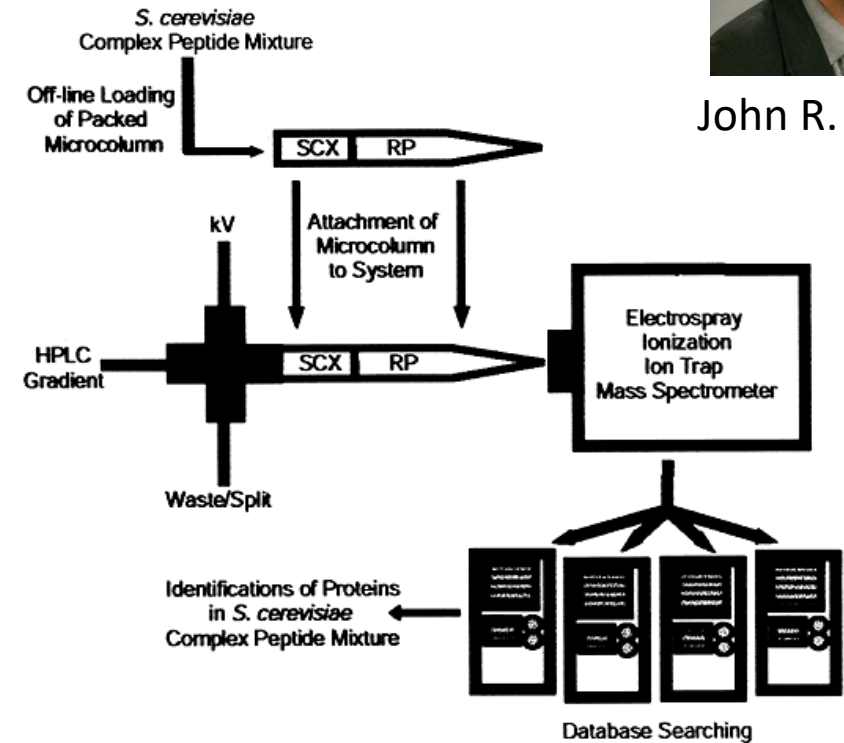 S. cerevisiae
Complex Peptide Mixture
Off-line Loading
of Packed
Microcolumn
John R.
SCX
RP
kV
Attachment of
Microcolumn
to System
HPLC
Gradient
SCX
RP
Electrospray
Ionization
Ion Trap
Mass Spectrometer
Waste/Split
Identifications of Proteins
in S. cerevisiae
Complex Peptide Mixture
Database Searching